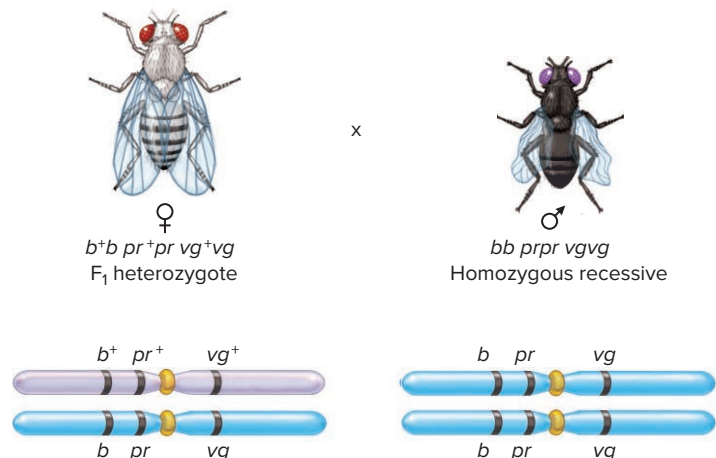 x
♀
♂
b⁺b pr⁺pr vg⁺vg
bb prpr vgvg
F₁ heterozygote
Homozygous recessive
b⁺ pr⁺ vg⁺
b pr vg
b pr vg
b pr vg